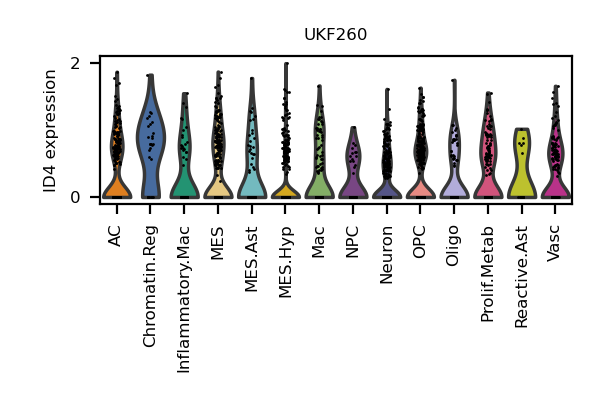 UKF260
ID4 expression
2
0
AC
Chromatin.Reg
Inflammatory.Mac
MES
MES.Ast
MES.Hyp
Mac
NPC
Neuron
OPC
Oligo
Prolif.Metab
Reactive.Ast
Vasc